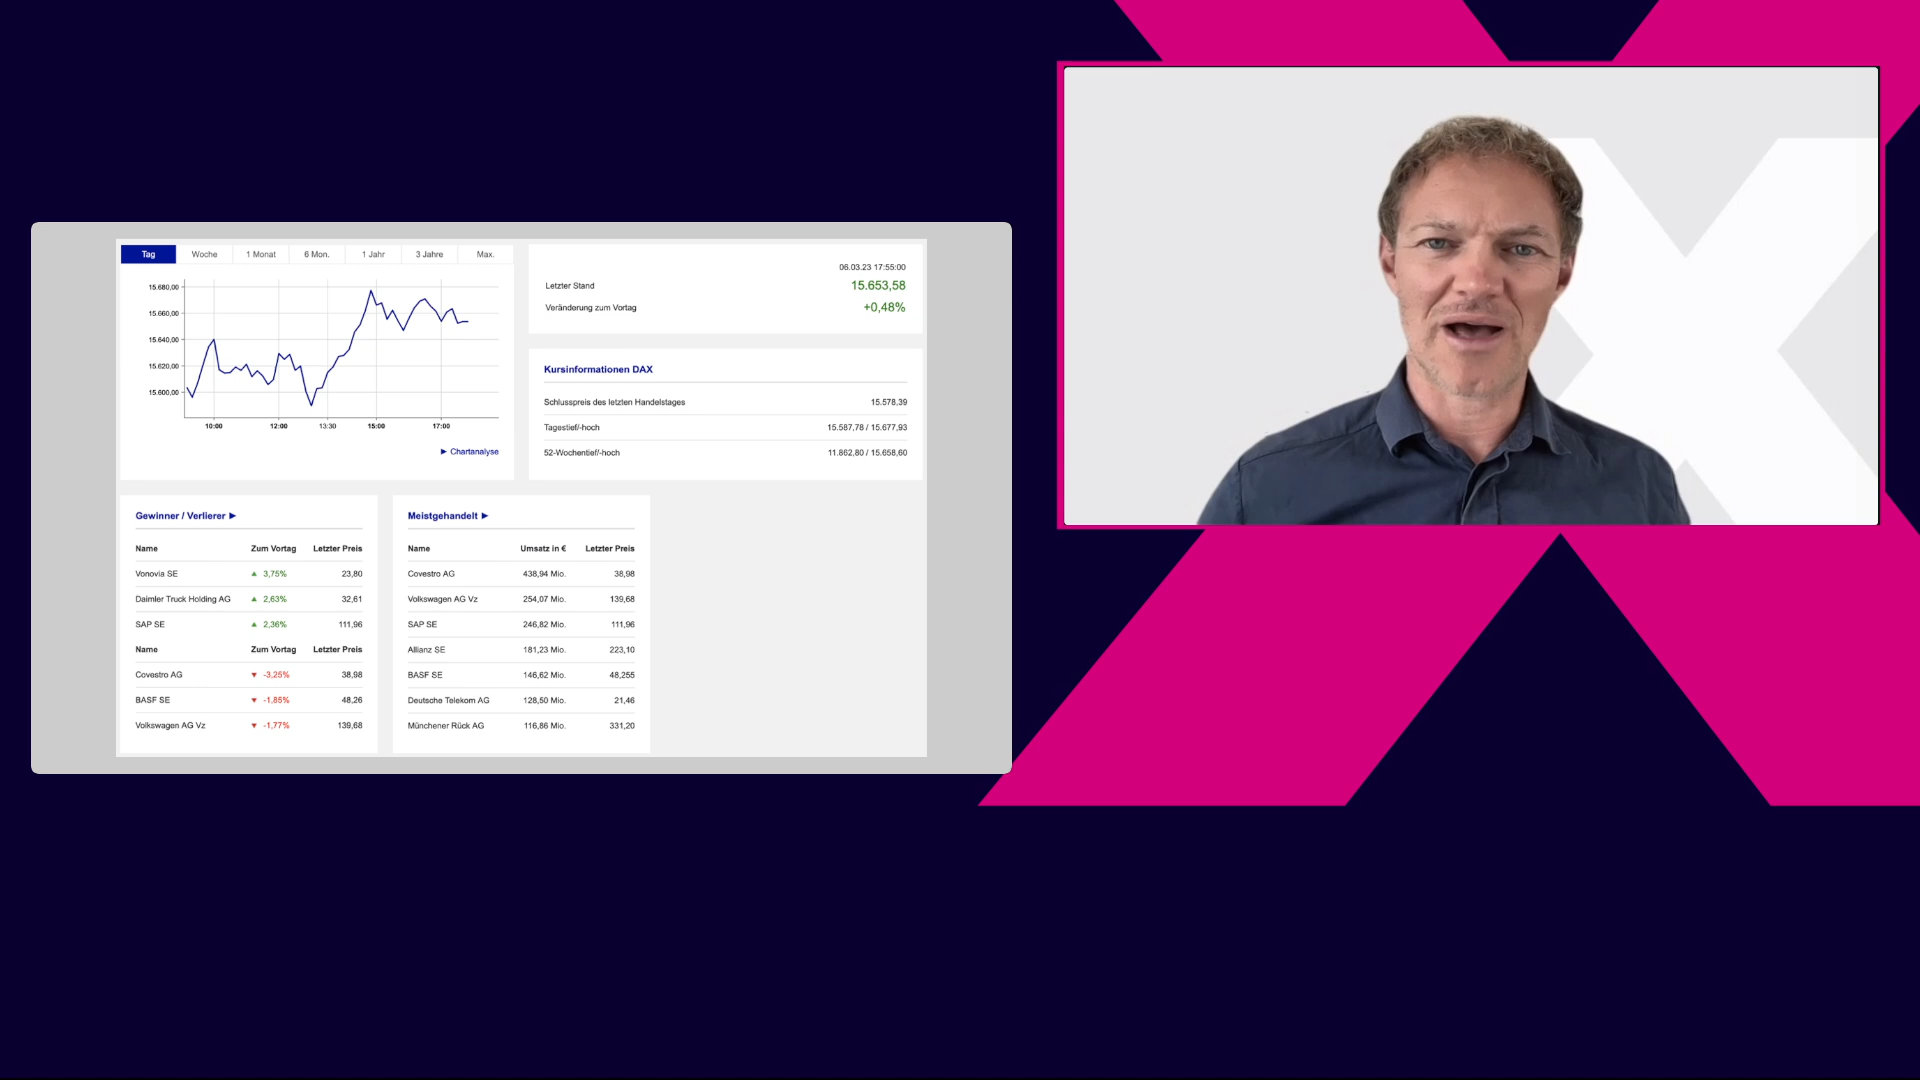 Tag Woche 1 Monat 6 Mon. 1 Jahr 3 Jahre Max.
15.680,00
15.660,00
15.640,00
15.620,00
15.600,00
10:00 12:00 13:30 15:00 17:00
► Chartanalyse
06.03.23 17:55:00
Letzter Stand 15.653,58
Veränderung zum Vortag +0,48%
Kursinformationen DAX
Schlusspreis des letzten Handelstages 15.578,39
Tagestief/-hoch 15.587,78 / 15.677,93
52-Wochentief/-hoch 11.862,80 / 15.658,60
Gewinner / Verlierer ►
Name Zum Vortag Letzter Preis
Vonovia SE ▲ 3,75% 23,80
Daimler Truck Holding AG ▲ 2,63% 32,61
SAP SE ▲ 2,36% 111,96
Name Zum Vortag Letzter Preis
Covestro AG ▼ -3,25% 38,98
BASF SE ▼ -1,85% 48,26
Volkswagen AG Vz ▼ -1,77% 139,68
Meistgehandelt ►
Name Umsatz in € Letzter Preis
Covestro AG 438,94 Mio. 38,98
Volkswagen AG Vz 254,07 Mio. 139,68
SAP SE 246,82 Mio. 111,96
Allianz SE 181,23 Mio. 223,10
BASF SE 146,62 Mio. 48,255
Deutsche Telekom AG 128,50 Mio. 21,46
Münchener Rück AG 116,86 Mio. 331,20